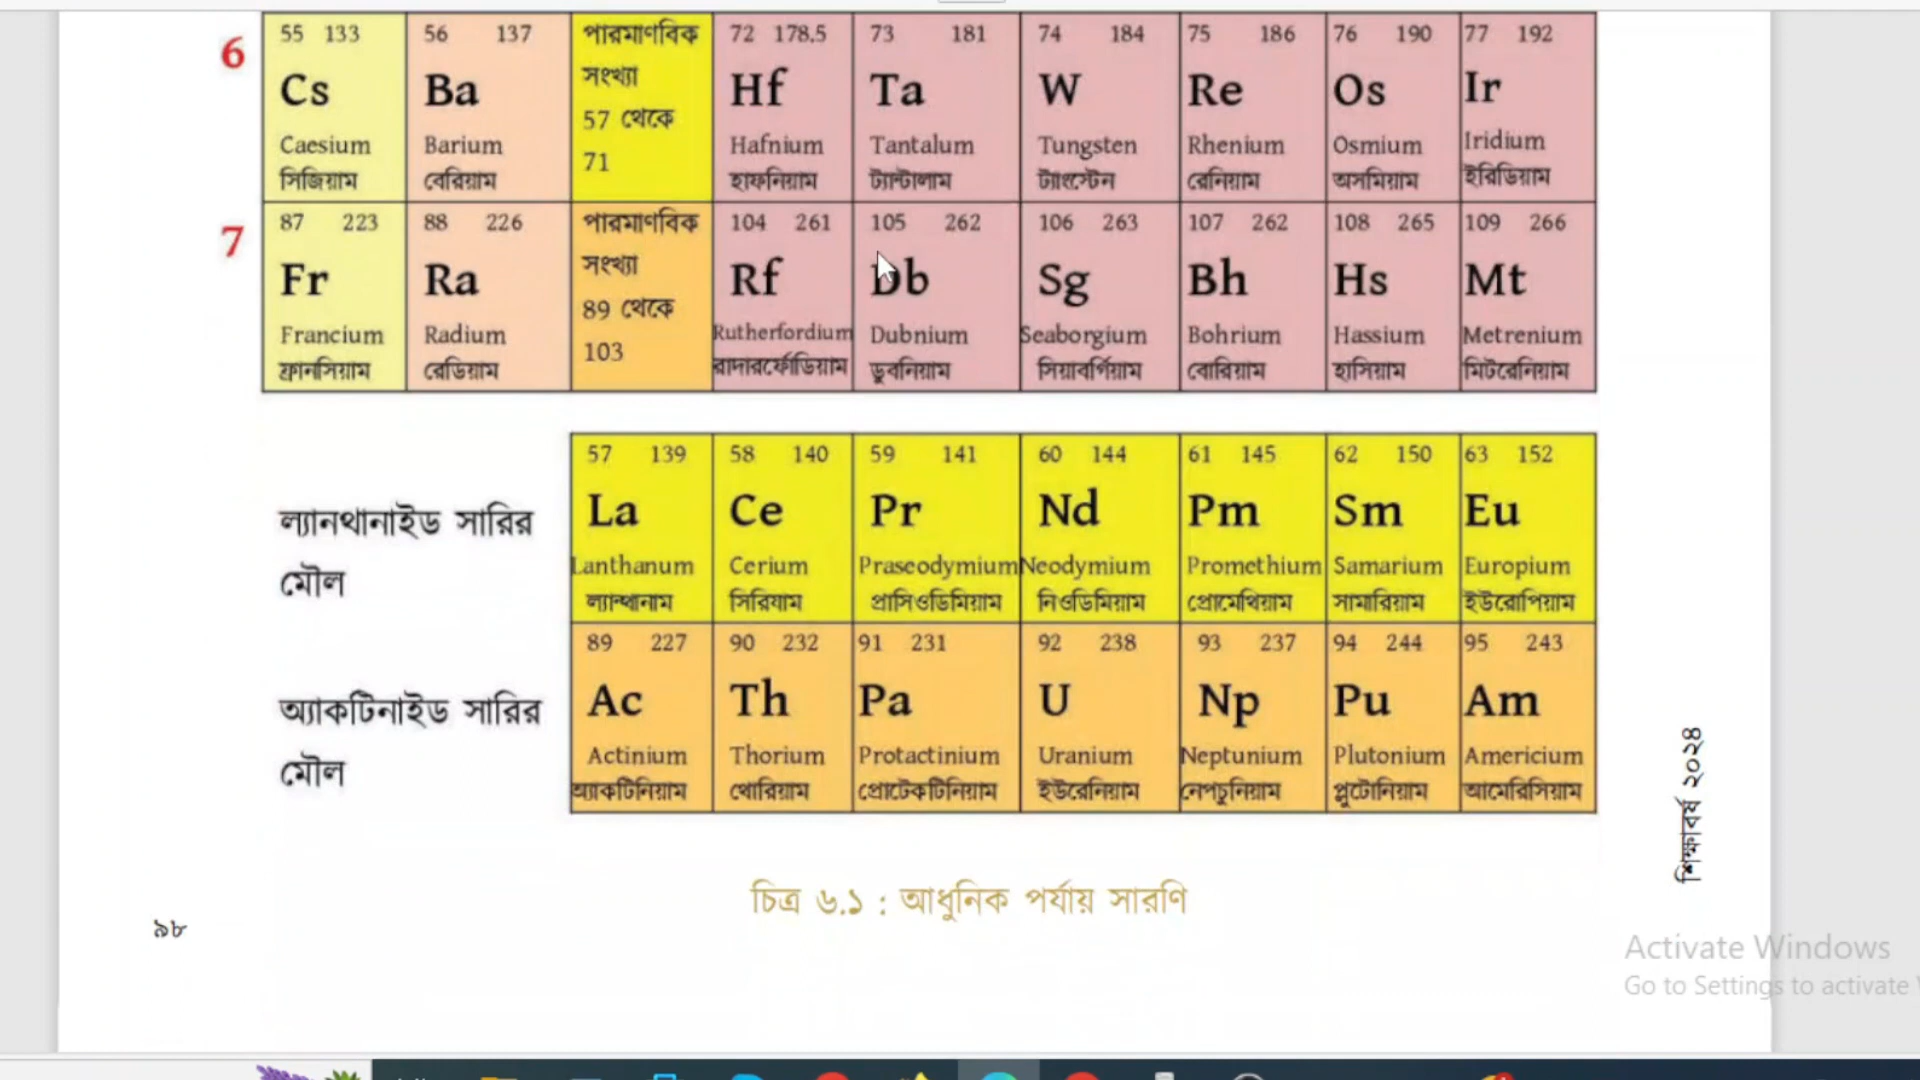 6
55 133 56 137 পারমাণবিক 72 178.5 73 181 74 184 75 186 76 190 77 192
Cs Ba সংখ্যা Hf Ta W Re Os Ir
57 থেকে
71
Caesium Barium Hafnium Tantalum Tungsten Rhenium Osmium Iridium
সিজিয়াম বেরিয়াম হাফনিয়াম ট্যান্টালাম ট্যাংস্টেন রেনিয়াম অসমিয়াম ইরিডিয়াম
7
87 223 88 226 পারমাণবিক 104 261 105 262 106 263 107 262 108 265 109 266
Fr Ra সংখ্যা Rf Db Sg Bh Hs Mt
89 থেকে
103
Francium Radium Rutherfordium Dubnium Seaborgium Bohrium Hassium Metrenium
ফ্রানসিয়াম রেডিয়াম রাদারর্ফোডিয়াম ডুবনিয়াম সিয়াবর্গিয়াম বোরিয়াম হাসিয়াম মিটরেনিয়াম
ল্যানথানাইড সারির
মৌল
57 139 58 140 59 141 60 144 61 145 62 150 63 152
La Ce Pr Nd Pm Sm Eu
Lanthanum Cerium Praseodymium Neodymium Promethium Samarium Europium
ল্যান্থানাম সিরিযাম প্রাসিওডিমিয়াম নিওডিমিয়াম প্রোমেথিয়াম সামারিয়াম ইউরোপিয়াম
অ্যাকটিনাইড সারির
মৌল
89 227 90 232 91 231 92 238 93 237 94 244 95 243
Ac Th Pa U Np Pu Am
Actinium Thorium Protactinium Uranium Neptunium Plutonium Americium
অ্যাকটিনিয়াম থোরিয়াম প্রোটেকটিনিয়াম ইউরেনিয়াম নেপচুনিয়াম প্লুটোনিয়াম আমেরিসিয়াম
চিত্র ৬.১ : আধুনিক পর্যায় সারণি
৯৮
শিক্ষাবর্ষ ২০২৪
Activate Windows
Go to Settings to activate